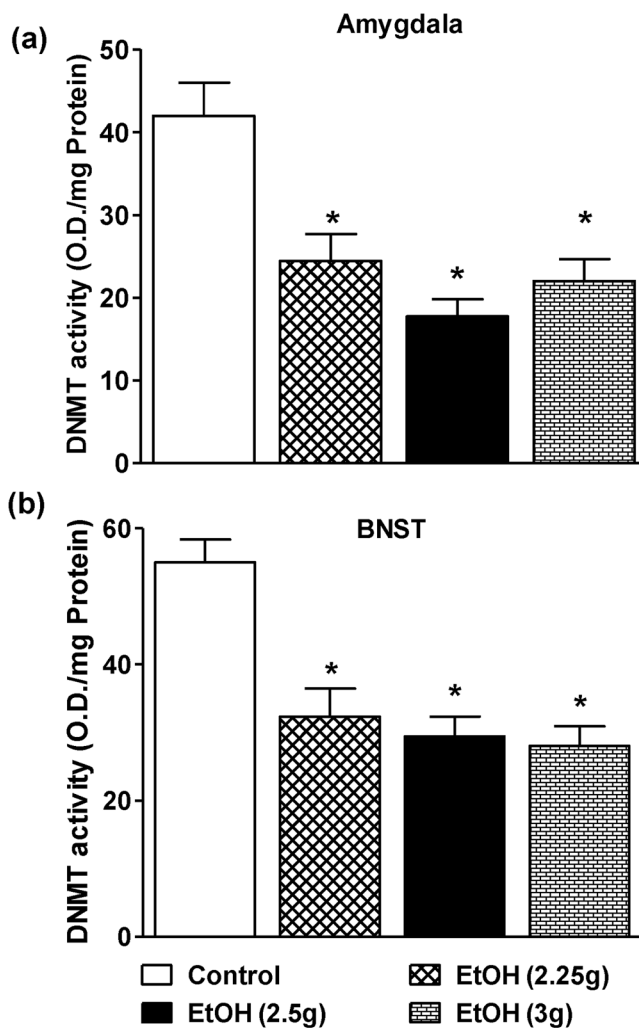 (a)
Amygdala
DNMT activity (O.D./mg Protein)
50
40
30
20
10
0
*
*
*
(b)
BNST
DNMT activity (O.D./mg Protein)
60
40
20
0
*
*
*
Control
EtOH (2.25g)
EtOH (2.5g)
EtOH (3g)